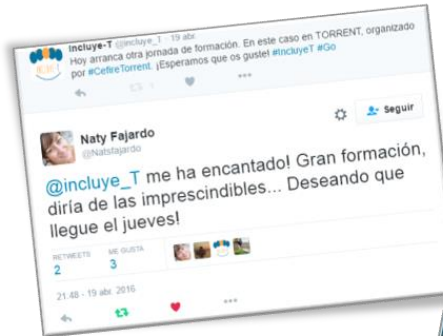 Incluye-T @incluye_T · 19 abr.
Hoy arranca otra jornada de formación. En este caso en TORRENT, organizado
por #CefireTorrent. ¡Esperamos que os guste! #IncluyeT #Go
Seguir
Naty Fajardo
@Natsfajardo
@incluye_T me ha encantado! Gran formación,
diría de las imprescindibles... Deseando que
llegue el jueves!
RETWEETS ME GUSTA
2 3
21:48 - 19 abr. 2016